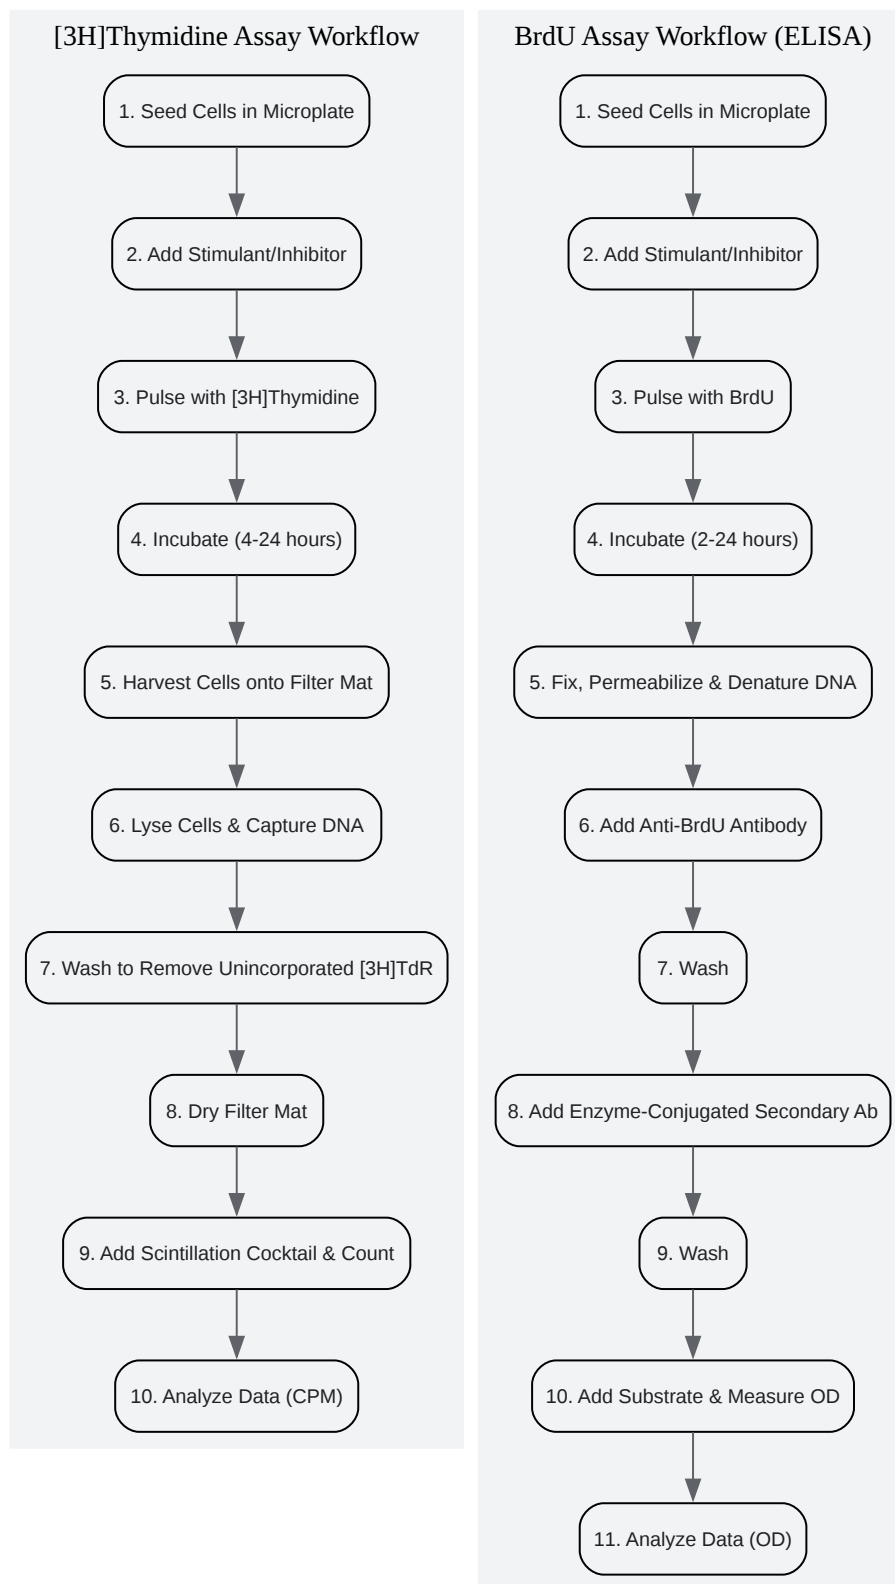 [3H]Thymidine Assay Workflow
1. Seed Cells in Microplate
2. Add Stimulant/Inhibitor
3. Pulse with [3H]Thymidine
4. Incubate (4-24 hours)
5. Harvest Cells onto Filter Mat
6. Lyse Cells & Capture DNA
7. Wash to Remove Unincorporated [3H]TdR
8. Dry Filter Mat
9. Add Scintillation Cocktail & Count
10. Analyze Data (CPM)
BrdU Assay Workflow (ELISA)
1. Seed Cells in Microplate
2. Add Stimulant/Inhibitor
3. Pulse with BrdU
4. Incubate (2-24 hours)
5. Fix, Permeabilize & Denature DNA
6. Add Anti-BrdU Antibody
7. Wash
8. Add Enzyme-Conjugated Secondary Ab
9. Wash
10. Add Substrate & Measure OD
11. Analyze Data (OD)